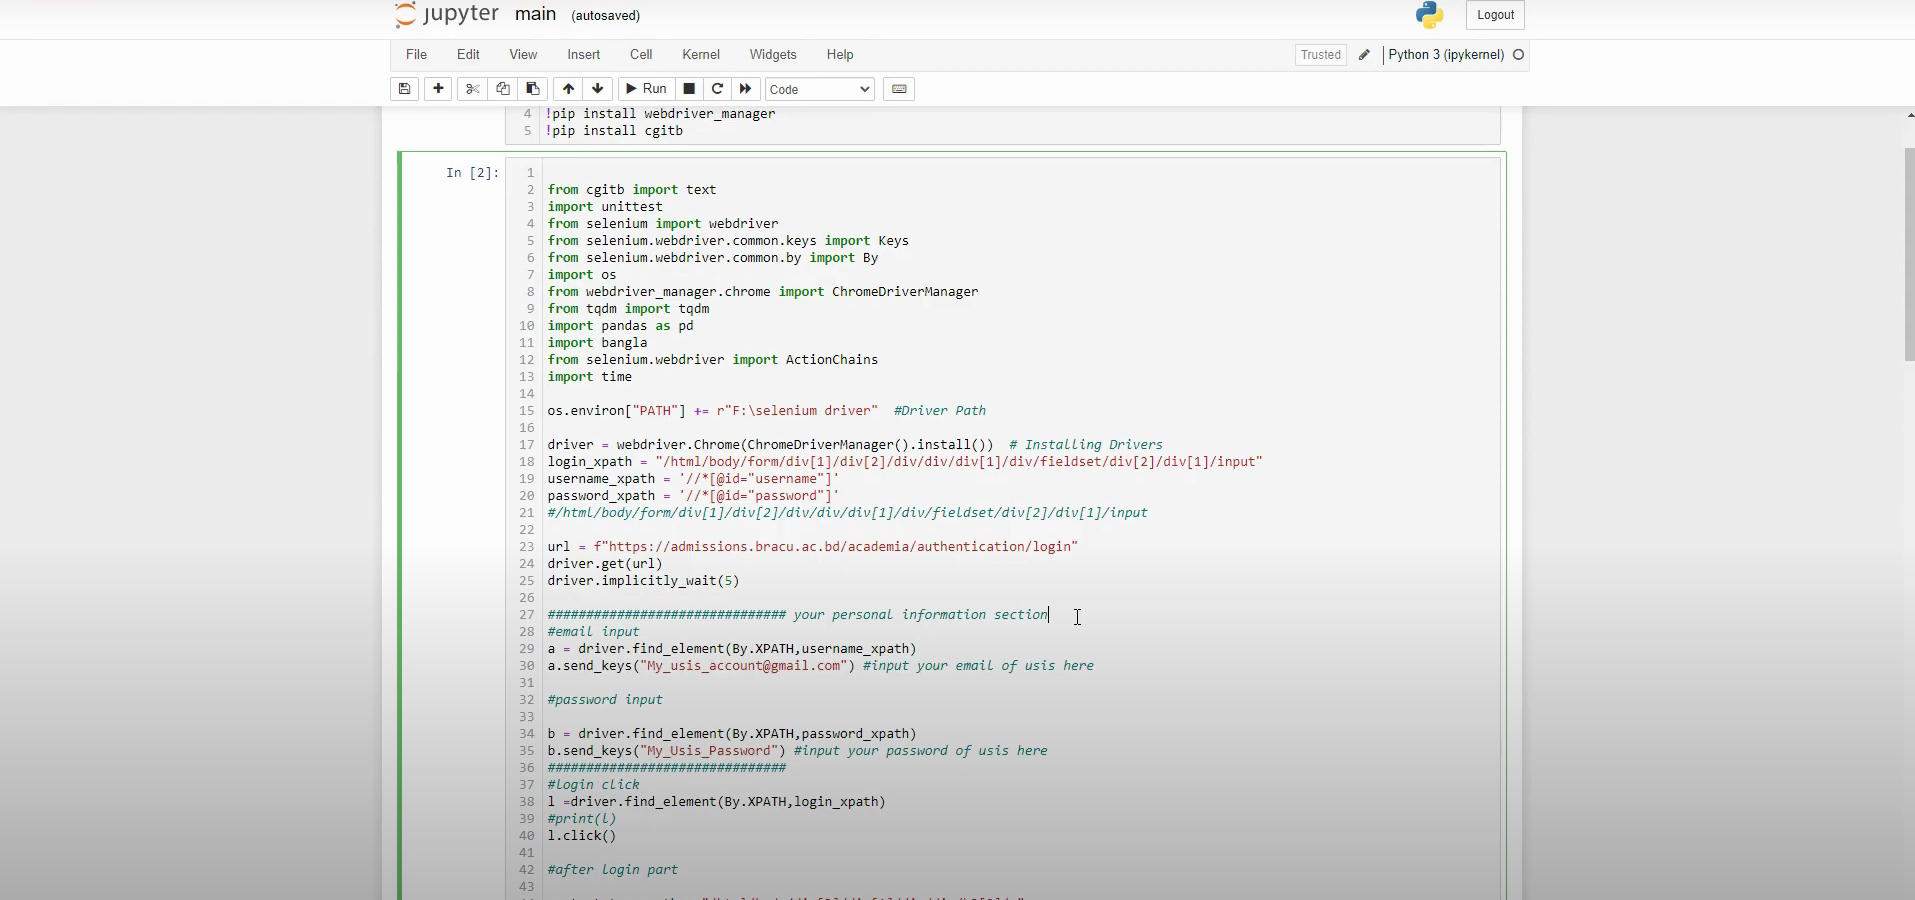 jupyter main (autosaved) Logout
File Edit View Insert Cell Kernel Widgets Help Trusted Python 3 (ipykernel)
Run Code
4 !pip install webdriver_manager
5 !pip install cgitb
In [2]:
1
2 from cgitb import text
3 import unittest
4 from selenium import webdriver
5 from selenium.webdriver.common.keys import Keys
6 from selenium.webdriver.common.by import By
7 import os
8 from webdriver_manager.chrome import ChromeDriverManager
9 from tqdm import tqdm
10 import pandas as pd
11 import bangla
12 from selenium.webdriver import ActionChains
13 import time
14
15 os.environ["PATH"] += r"F:\selenium driver"  #Driver Path
16
17 driver = webdriver.Chrome(ChromeDriverManager().install())  # Installing Drivers
18 login_xpath = "/html/body/form/div[1]/div[2]/div/div/div[1]/div/fieldset/div[2]/div[1]/input"
19 username_xpath = '//*[@id="username"]'
20 password_xpath = '//*[@id="password"]'
21 #/html/body/form/div[1]/div[2]/div/div/div[1]/div/fieldset/div[2]/div[1]/input
22
23 url = f"https://admissions.bracu.ac.bd/academia/authentication/login"
24 driver.get(url)
25 driver.implicitly_wait(5)
26
27 ############################### your personal information section
28 #email input
29 a = driver.find_element(By.XPATH,username_xpath)
30 a.send_keys("My_usis_account@gmail.com") #input your email of usis here
31
32 #password input
33
34 b = driver.find_element(By.XPATH,password_xpath)
35 b.send_keys("My_Usis_Password") #input your password of usis here
36 ###############################
37 #login click
38 l =driver.find_element(By.XPATH,login_xpath)
39 #print(l)
40 l.click()
41
42 #after login part
43